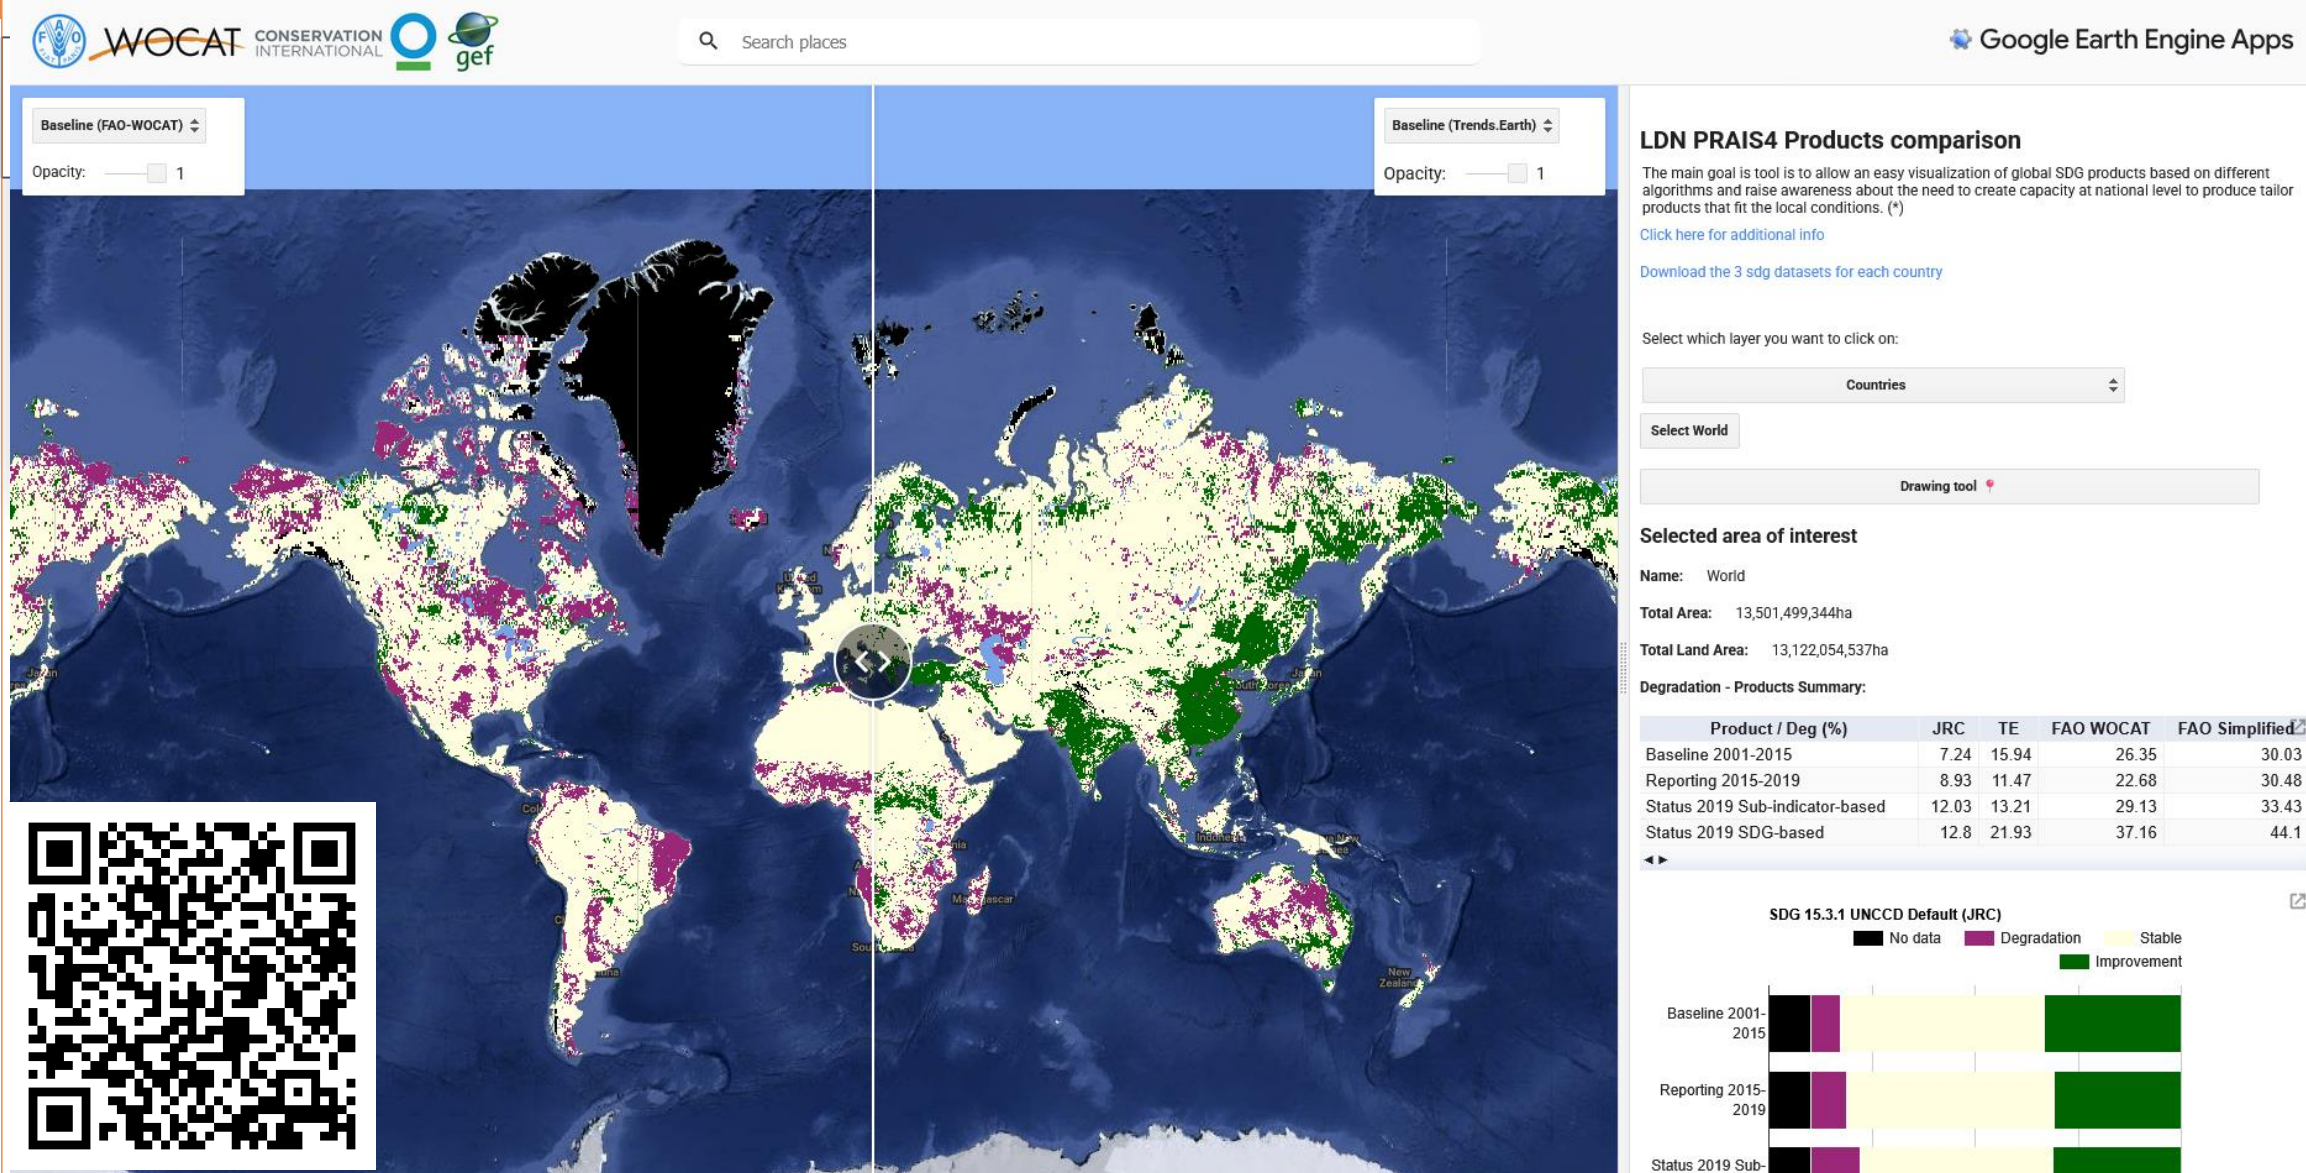 FAO
FIAT PANIS
WOCAT
CONSERVATION
INTERNATIONAL
gef
Search places
Google Earth Engine Apps
Baseline (FAO-WOCAT)
Opacity: 1
Baseline (Trends.Earth)
Opacity: 1
LDN PRAIS4 Products comparison
The main goal is tool is to allow an easy visualization of global SDG products based on different
algorithms and raise awareness about the need to create capacity at national level to produce tailor
products that fit the local conditions. (*)
Click here for additional info
Download the 3 sdg datasets for each country
Select which layer you want to click on:
Countries
Select World
Drawing tool
Selected area of interest
Name: World
Total Area: 13,501,499,344ha
Total Land Area: 13,122,054,537ha
Degradation - Products Summary:
Product / Deg (%) JRC TE FAO WOCAT FAO Simplified
Baseline 2001-2015 7.24 15.94 26.35 30.03
Reporting 2015-2019 8.93 11.47 22.68 30.48
Status 2019 Sub-indicator-based 12.03 13.21 29.13 33.43
Status 2019 SDG-based 12.8 21.93 37.16 44.1
SDG 15.3.1 UNCCD Default (JRC)
No data Degradation Stable
Improvement
Baseline 2001-
2015
Reporting 2015-
2019
Status 2019 Sub-
Japan
Japan
Indonesia
Madagascar
New
Zealand